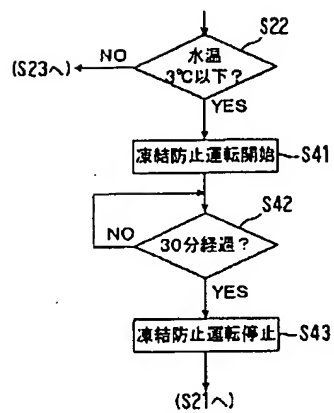 S22
水温
3℃以下?
NO
(S23へ)
YES
凍結防止運転開始
S41
S42
NO
30分経過?
YES
凍結防止運転停止
S43
(S21へ)